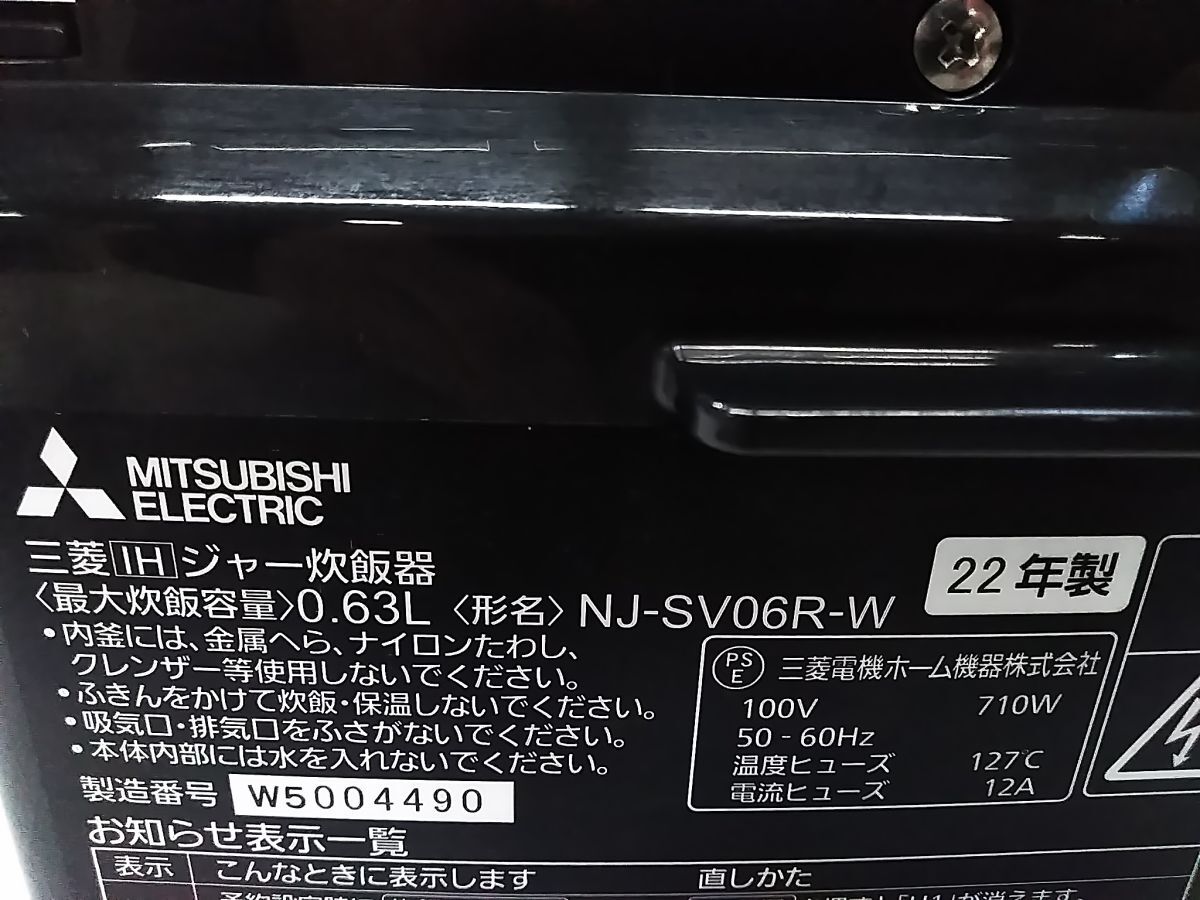 MITSUBISHI
ELECTRIC
三菱IHジャー炊飯器
22年製
〈最大炊飯容量〉0.63L 〈形名〉NJ-SV06R-W
・内釜には、金属へら、ナイロンたわし、
クレンザー等使用しないでください。
・ふきんをかけて炊飯・保温しないでください。
・吸気口・排気口をふさがないでください。
・本体内部には水を入れないでください。
PS
E
三菱電機ホーム機器株式会社
100V 710W
50 - 60Hz
温度ヒューズ 127℃
電流ヒューズ 12A
製造番号 W5004490
お知らせ表示一覧
表示 こんなときに表示します 直しかた